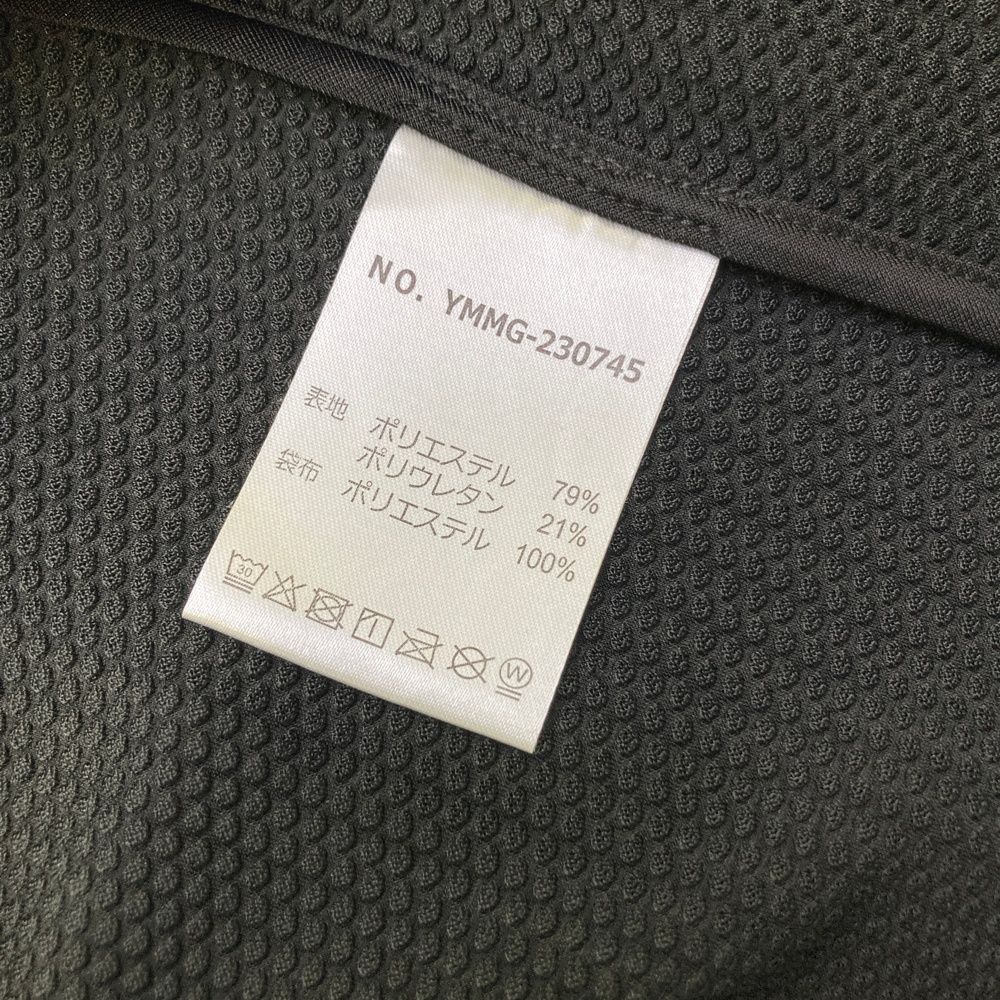 NO. YMMG-230745
表地 ポリエステル 79%
ポリウレタン 21%
袋布 ポリエステル 100%
30 W